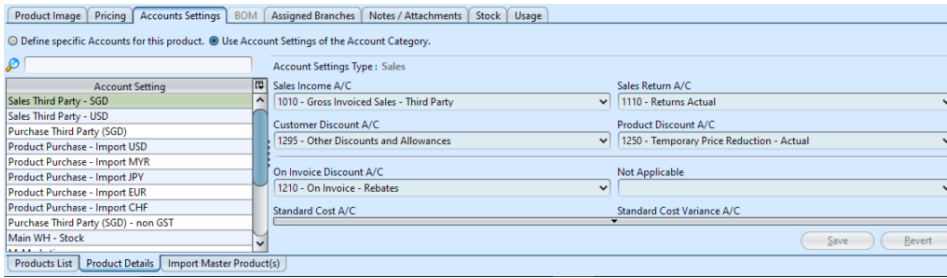 Product Image Pricing Accounts Settings BOM Assigned Branches Notes / Attachments Stock Usage
Define specific Accounts for this product. Use Account Settings of the Account Category.
Account Settings Type : Sales
Account Setting
Sales Third Party - SGD
Sales Third Party - USD
Purchase Third Party (SGD)
Product Purchase - Import USD
Product Purchase - Import MYR
Product Purchase - Import JPY
Product Purchase - Import EUR
Product Purchase - Import CHF
Purchase Third Party (SGD) - non GST
Main WH - Stock
Sales Income A/C Sales Return A/C
1010 - Gross Invoiced Sales - Third Party 1110 - Returns Actual
Customer Discount A/C Product Discount A/C
1295 - Other Discounts and Allowances 1250 - Temporary Price Reduction - Actual
On Invoice Discount A/C Not Applicable
1210 - On Invoice - Rebates
Standard Cost A/C Standard Cost Variance A/C
Save Revert
Products List Product Details Import Master Product(s)